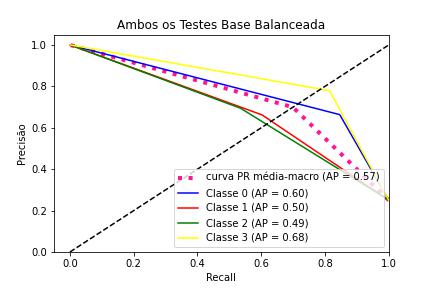 Ambos os Testes Base Balanceada
1.0
0.8
0.6
0.4
0.2
0.0
Precisão
curva PR média-macro (AP = 0.57)
Classe 0 (AP = 0.60)
Classe 1 (AP = 0.50)
Classe 2 (AP = 0.49)
Classe 3 (AP = 0.68)
0.0 0.2 0.4 0.6 0.8 1.0
Recall